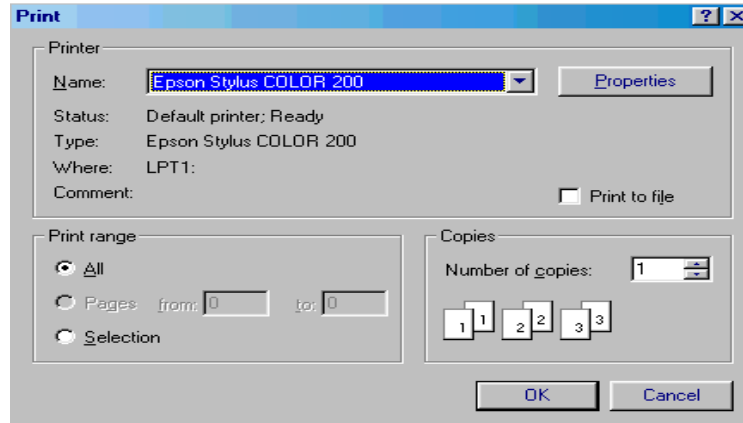 Print
Printer
Name: Epson Stylus COLOR 200 Properties
Status: Default printer; Ready
Type: Epson Stylus COLOR 200
Where: LPT1:
Comment: Print to file
Print range
All
Pages from: 0 to: 0
Selection
Copies
Number of copies: 1
1 1 2 2 3 3
OK Cancel